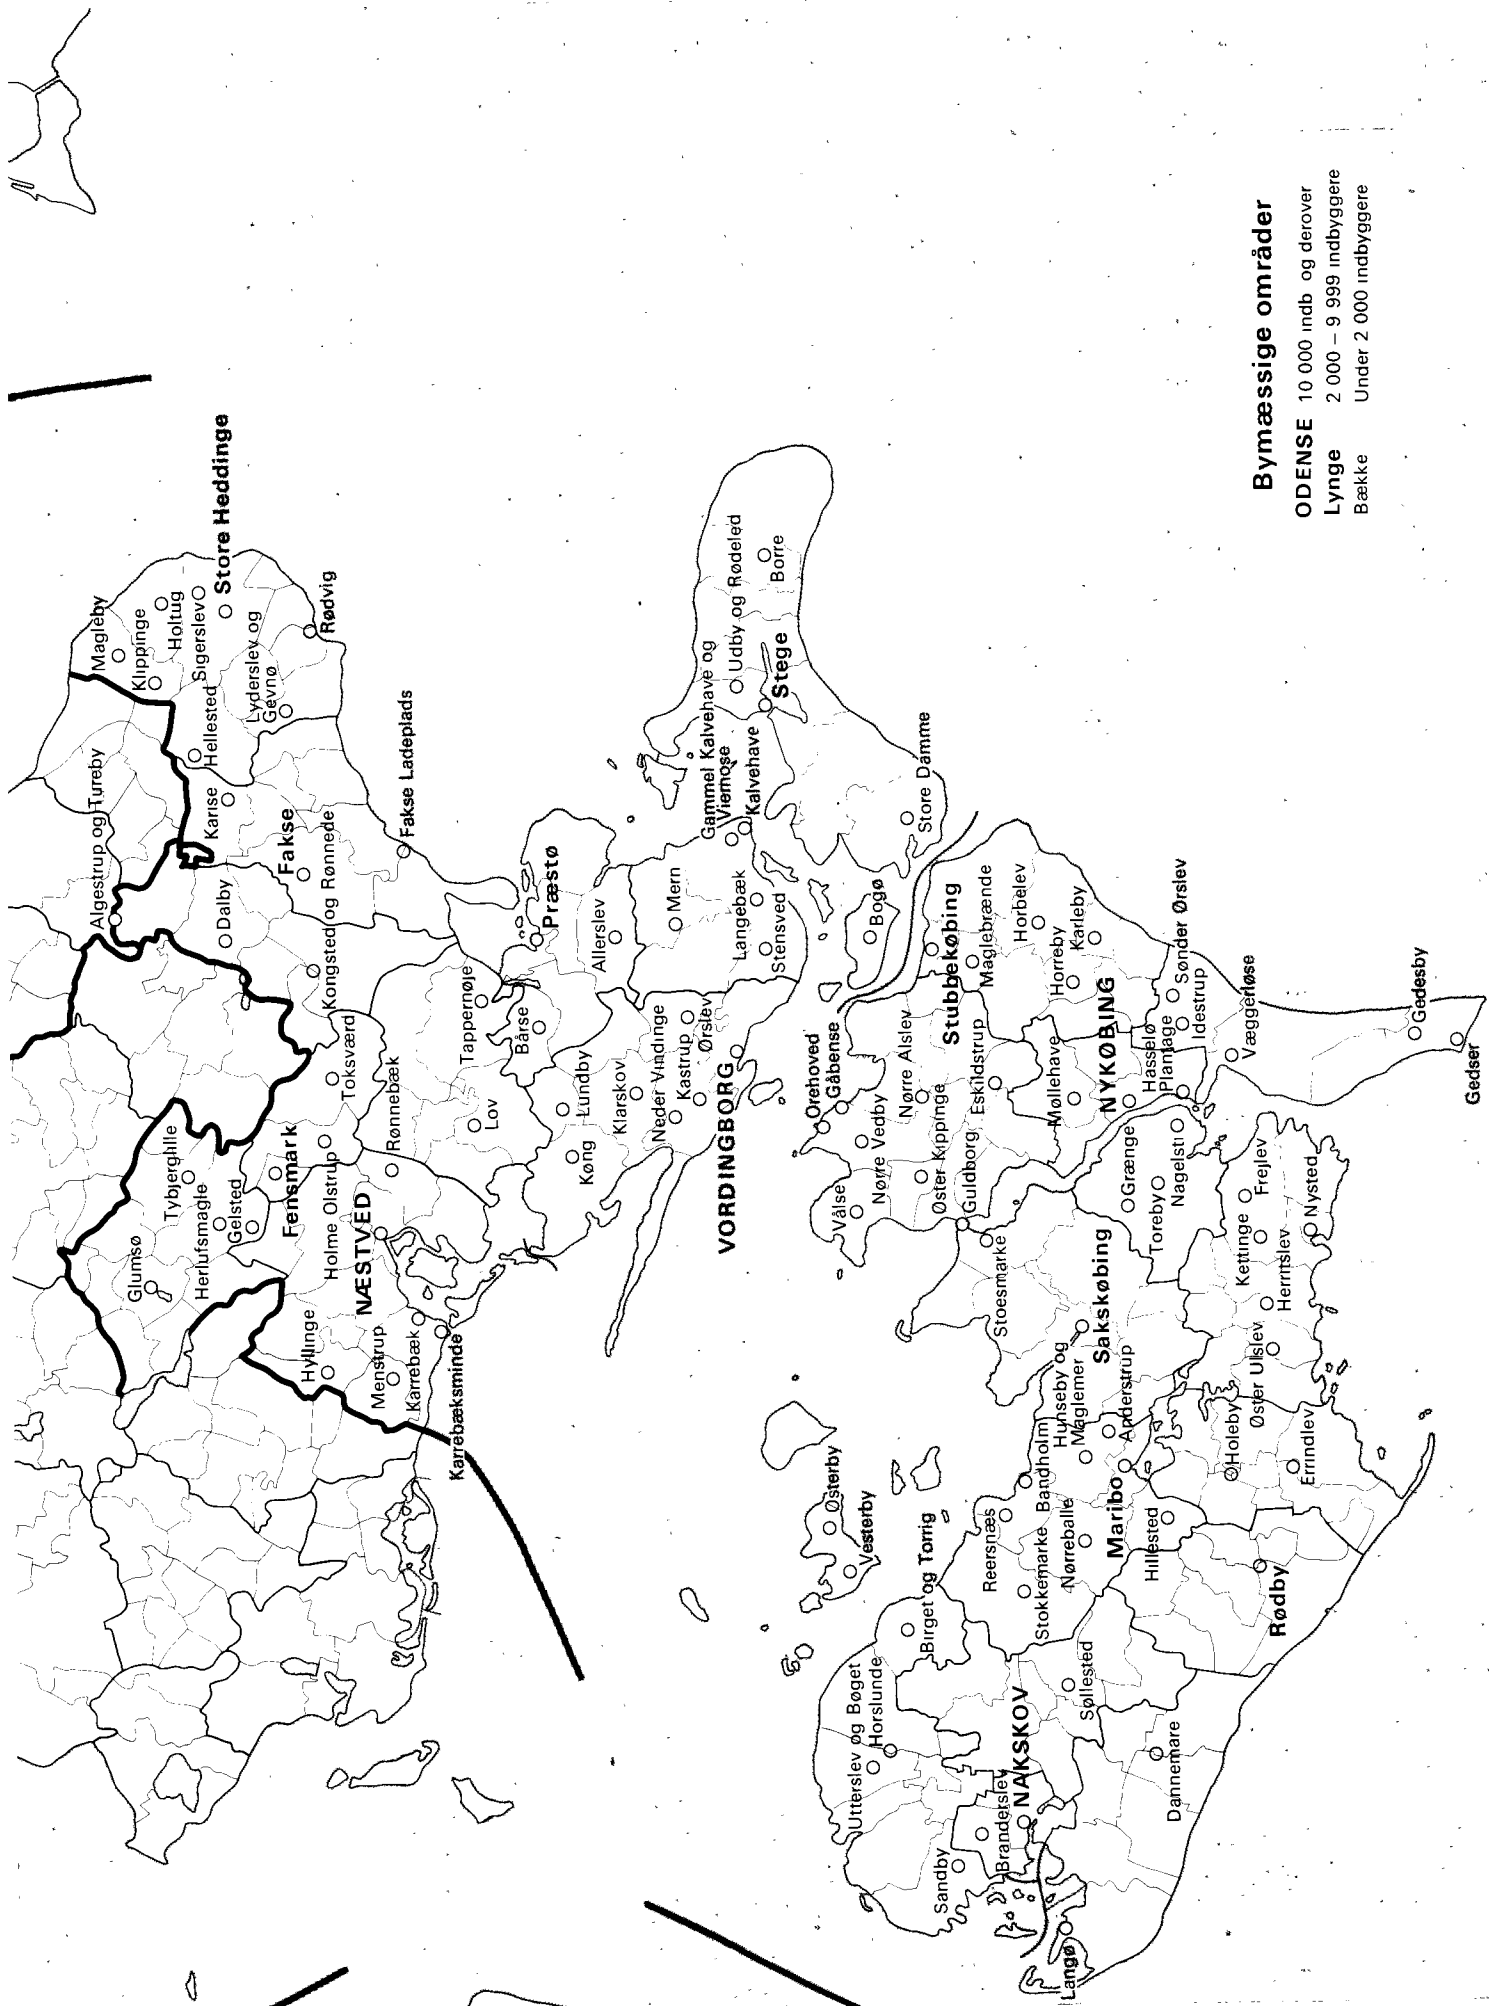 Magleby
Klippinge
Holtug
Sigerslev
Store Heddinge
Hellested
Lyderslev og
Gevnø
Rødvig
Algestrup og Tureby
Karise
Dalby
Fakse
Kongsted og Rønnede
Fakse Ladeplads
Præstø
Tappernøje
Toksværd
Rønnebæk
Lov
Bårse
Allerslev
Mern
Langebæk
Stensved
Gammel Kalvehave og
Viemose
Kalvehave
Udby og Rødeled
Borre
Stege
Store Damme
Bogø
Tybjerglille
Glumsø
Herlufsmagle
Gelsted
Fensmark
Holme Olstrup
NÆSTVED
Hyllinge
Menstrup
Karrebæk
Karrebæksminde
Lundby
Køng
Klarskov
Neder Vindinge
Kastrup
Ørslev
VORDINGBORG
Orehoved
Gåbense
Nørre Vedby
Vålse
Nørre Alslev
Øster Kippinge
Eskildstrup
Guldborg
Stubbekøbing
Maglebrænde
Horbelev
Horreby
Karleby
Møllehave
NYKØBING
Hasselø
Plantage
Idestrup
Sønder Ørslev
Væggerløse
Gedesby
Gedser
Stoesmarke
Sakskøbing
Grænge
Toreby
Nagelsti
Frejlev
Kettinge
Nysted
Herritslev
Øster Ulslev
Hunseby og
Maglemer
Anderstrup
Bandholm
Maribo
Holeby
Errindlev
Østerby
Vesterby
Reersnæs
Birget og Torrig
Stokkemarke
Nørreballe
Hillested
Rødby
Utterslev og Bøget
Horslunde
Søllested
NAKSKOV
Branderslev
Sandby
Dannemare
Langø
Bymæssige områder
ODENSE 10 000 indb og derover
Lynge 2 000 – 9 999 indbyggere
Bække Under 2 000 indbyggere